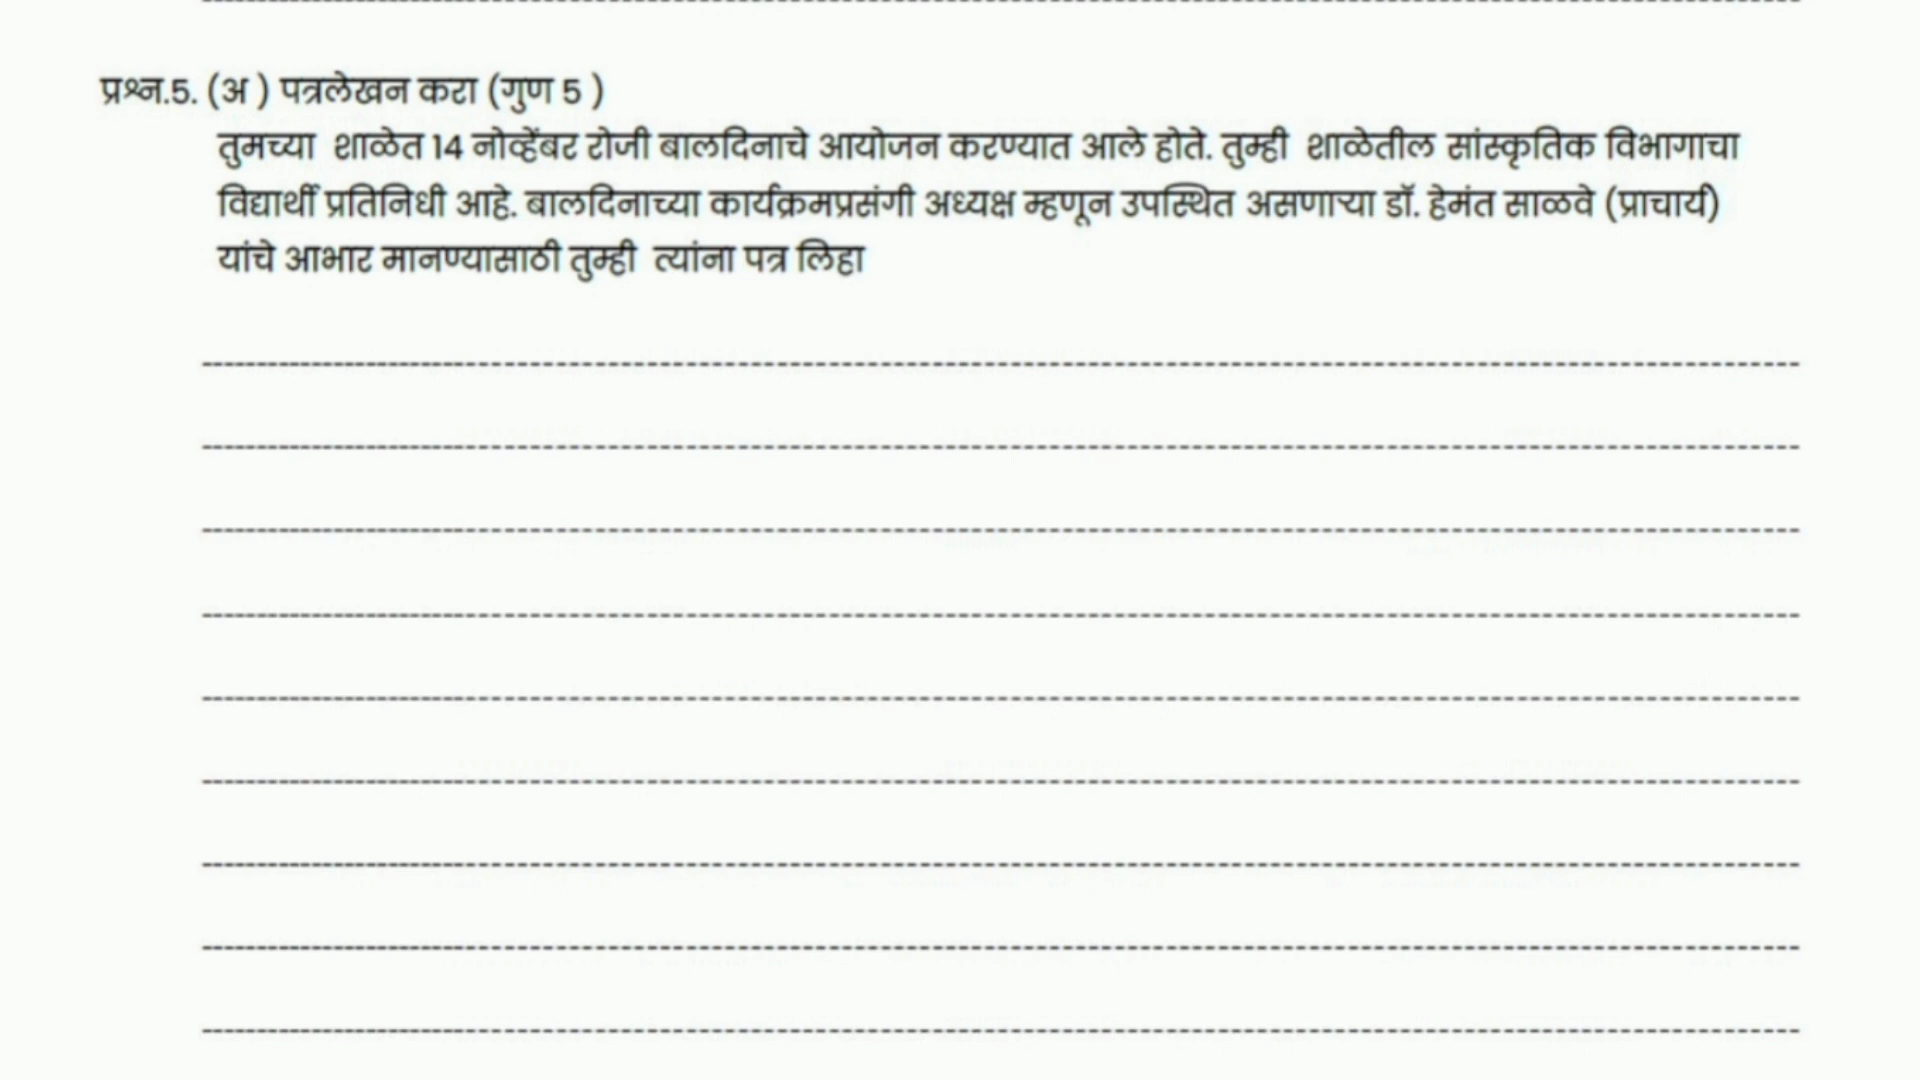 प्रश्न.5. (अ ) पत्रलेखन करा (गुण 5 )
तुमच्या शाळेत 14 नोव्हेंबर रोजी बालदिनाचे आयोजन करण्यात आले होते. तुम्ही शाळेतील सांस्कृतिक विभागाचा
विद्यार्थी प्रतिनिधी आहे. बालदिनाच्या कार्यक्रमप्रसंगी अध्यक्ष म्हणून उपस्थित असणाऱ्या डॉ. हेमंत साळवे (प्राचार्य)
यांचे आभार मानण्यासाठी तुम्ही त्यांना पत्र लिहा